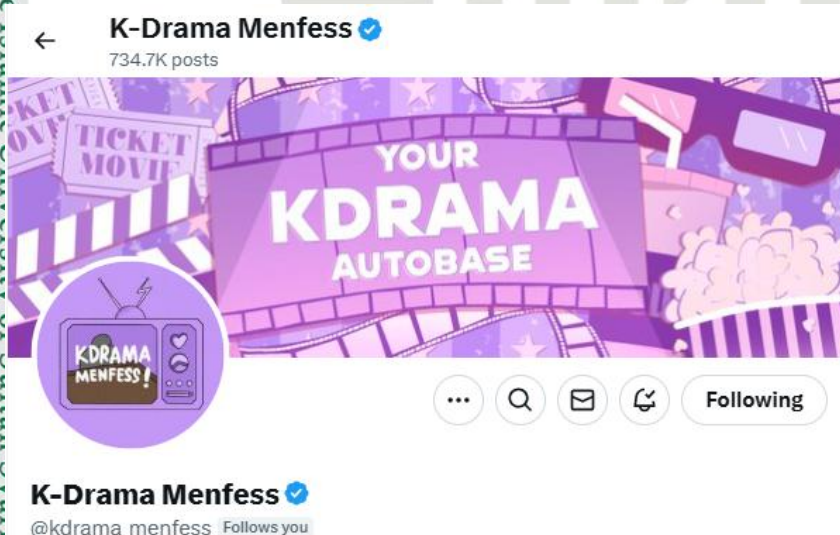 K-Drama Menfess
734.7K posts
TICKET
MOVIE
YOUR
KDRAMA
AUTOBASE
KDRAMA
MENFESS!
Following
K-Drama Menfess
@kdrama_menfess Follows you